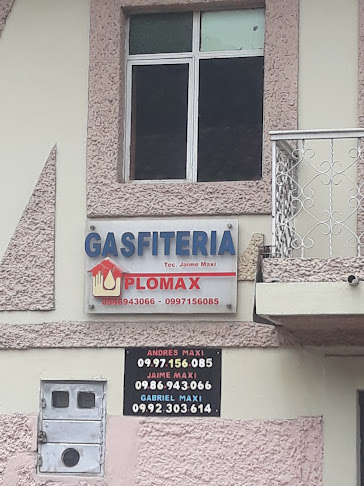 GASFITERIA
Tec. Jaime Maxi
PLOMAX
0986943066 - 0997156085
ANDRES MAXI
09.97.156.085
JAIME MAXI
09.86.943.066
GABRIEL MAXI
09.92.303.614